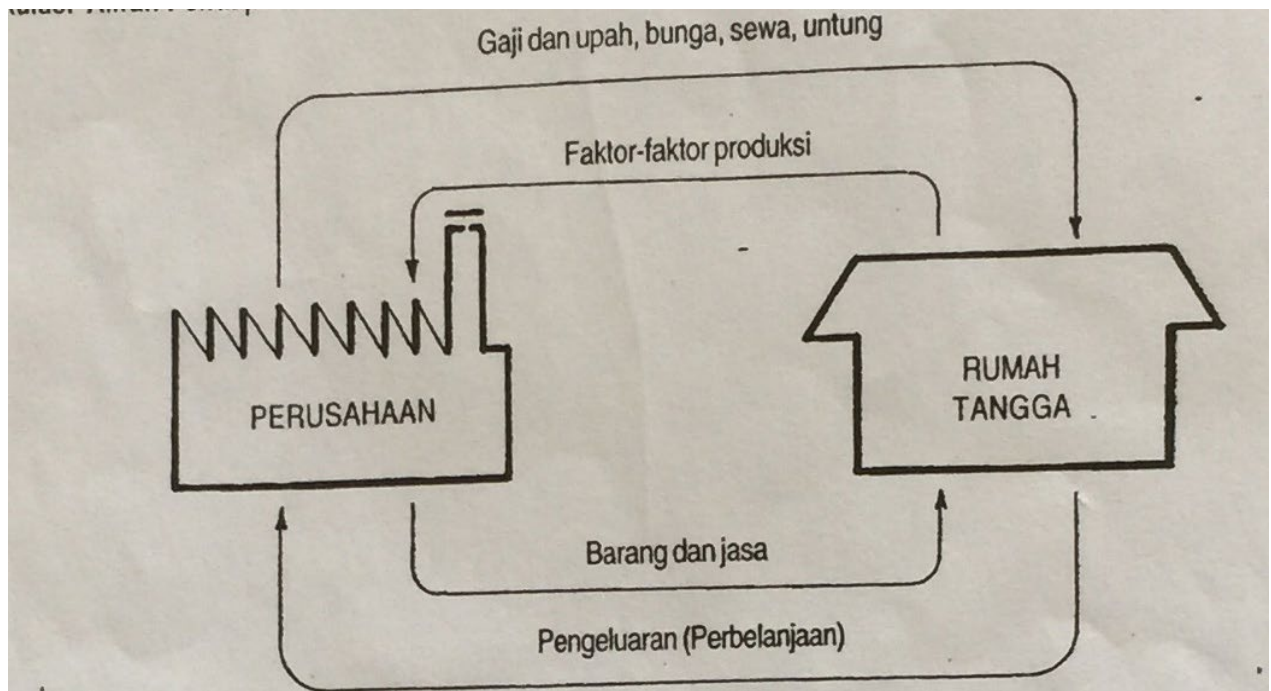 Gaji dan upah, bunga, sewa, untung
Faktor-faktor produksi
PERUSAHAAN
RUMAH
TANGGA
Barang dan jasa
Pengeluaran (Perbelanjaan)